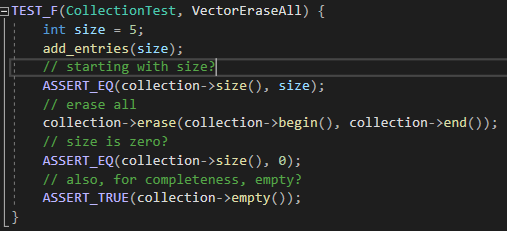 TEST_F(CollectionTest, VectorEraseAll) {
int size = 5;
add_entries(size);
// starting with size?
ASSERT_EQ(collection->size(), size);
// erase all
collection->erase(collection->begin(), collection->end());
// size is zero?
ASSERT_EQ(collection->size(), 0);
// also, for completeness, empty?
ASSERT_TRUE(collection->empty());
}